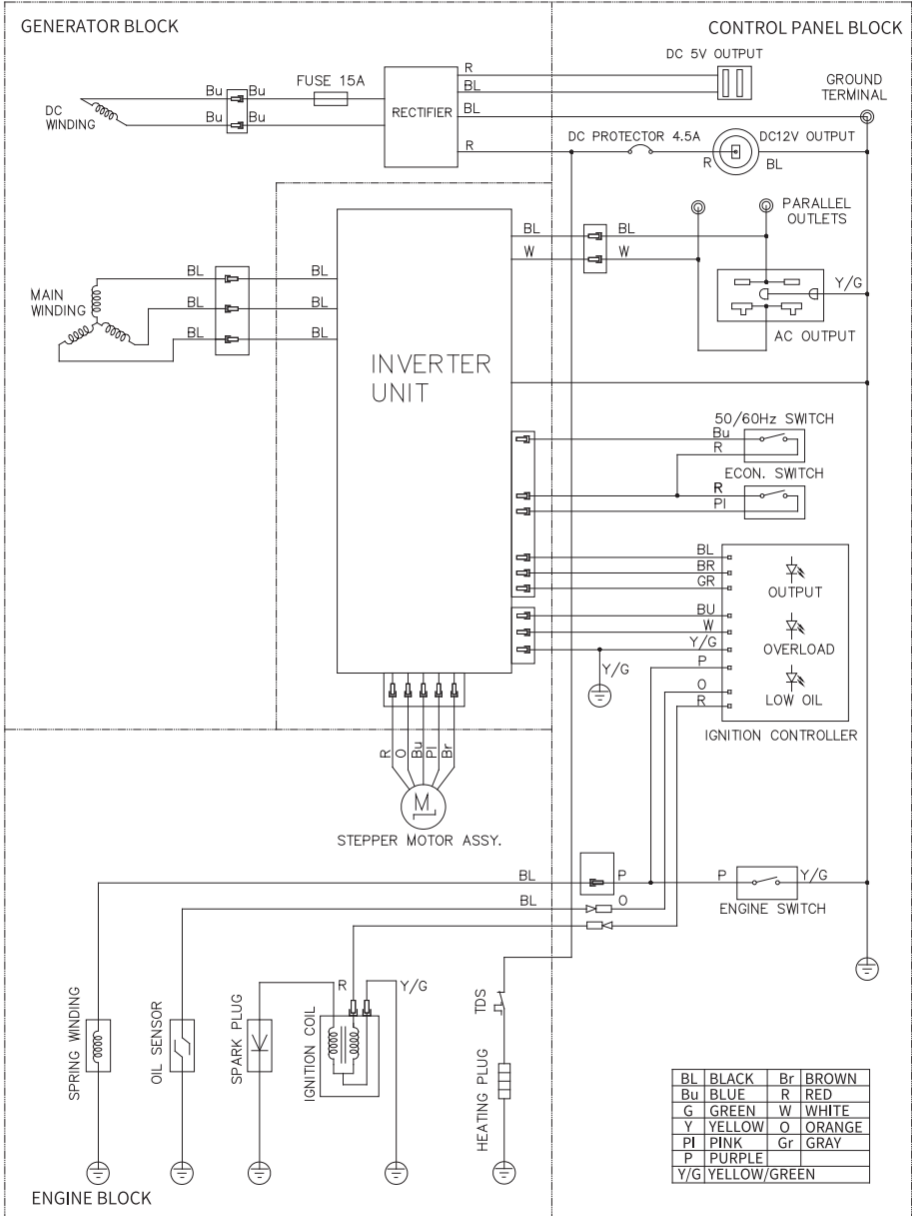 GENERATOR BLOCK
CONTROL PANEL BLOCK
DC 5V OUTPUT
GROUND
TERMINAL
R
BL
Bu
Bu
FUSE 15A
RECTIFIER
DC
WINDING
Bu
Bu
BL
DC PROTECTOR 4.5A
DC12V OUTPUT
R
R
BL
PARALLEL
OUTLETS
BL
BL
W
W
BL
BL
MAIN
WINDING
BL
BL
BL
BL
Y/G
AC OUTPUT
INVERTER
UNIT
50/60Hz SWITCH
Bu
R
ECON. SWITCH
R
PI
BL
BR
GR
OUTPUT
BU
W
Y/G
OVERLOAD
P
Y/G
O
R
LOW OIL
IGNITION CONTROLLER
R
O
Bu
PI
Br
M
STEPPER MOTOR ASSY.
BL
P
P
Y/G
BL
O
ENGINE SWITCH
R
Y/G
SPRING WINDING
OIL SENSOR
SPARK PLUG
IGNITION COIL
TDS
HEATING PLUG
BL BLACK Br BROWN
Bu BLUE R RED
G GREEN W WHITE
Y YELLOW O ORANGE
PI PINK Gr GRAY
P PURPLE
Y/G YELLOW/GREEN
ENGINE BLOCK